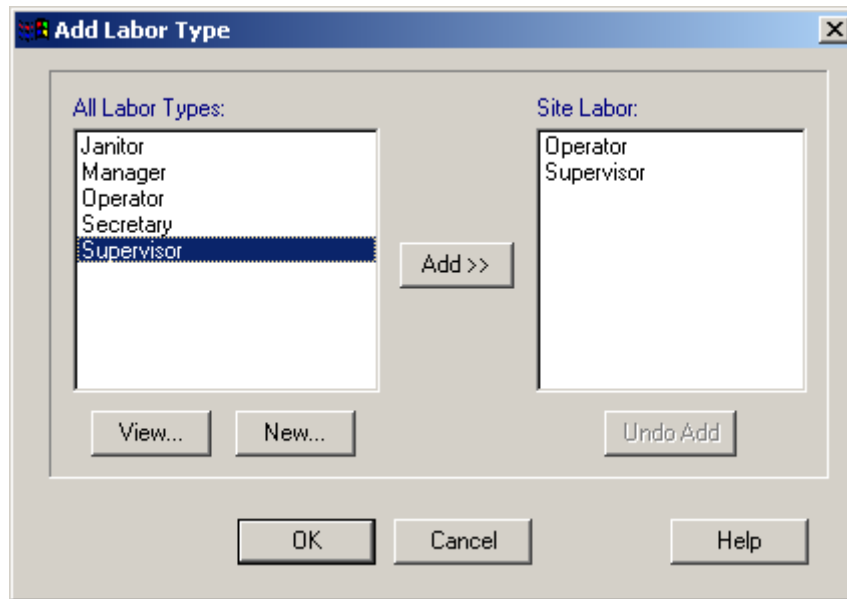 Add Labor Type
All Labor Types:
Janitor
Manager
Operator
Secretary
Supervisor
Add >>
Site Labor:
Operator
Supervisor
View...
New...
Undo Add
OK
Cancel
Help